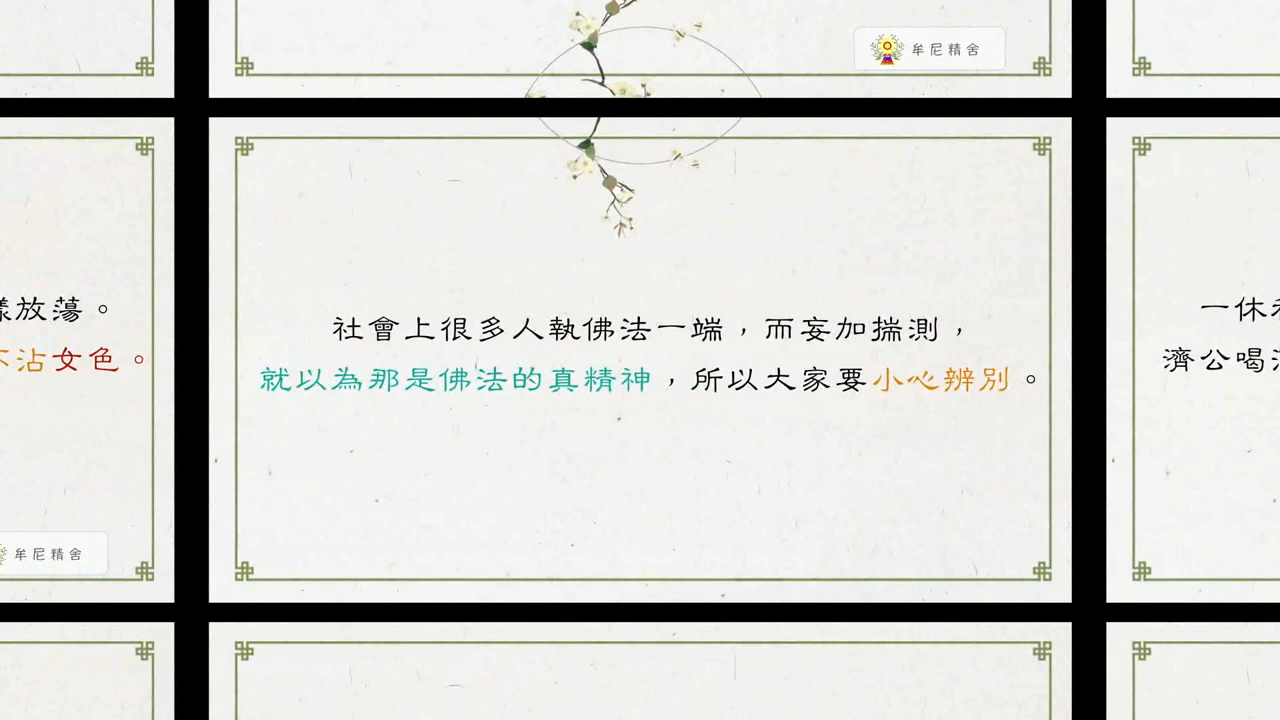 牟尼精舍
樣放蕩。
不沾女色。
牟尼精舍
社會上很多人執佛法一端，而妄加揣測，
就以為那是佛法的真精神，所以大家要小心辨別。
一休
濟公喝